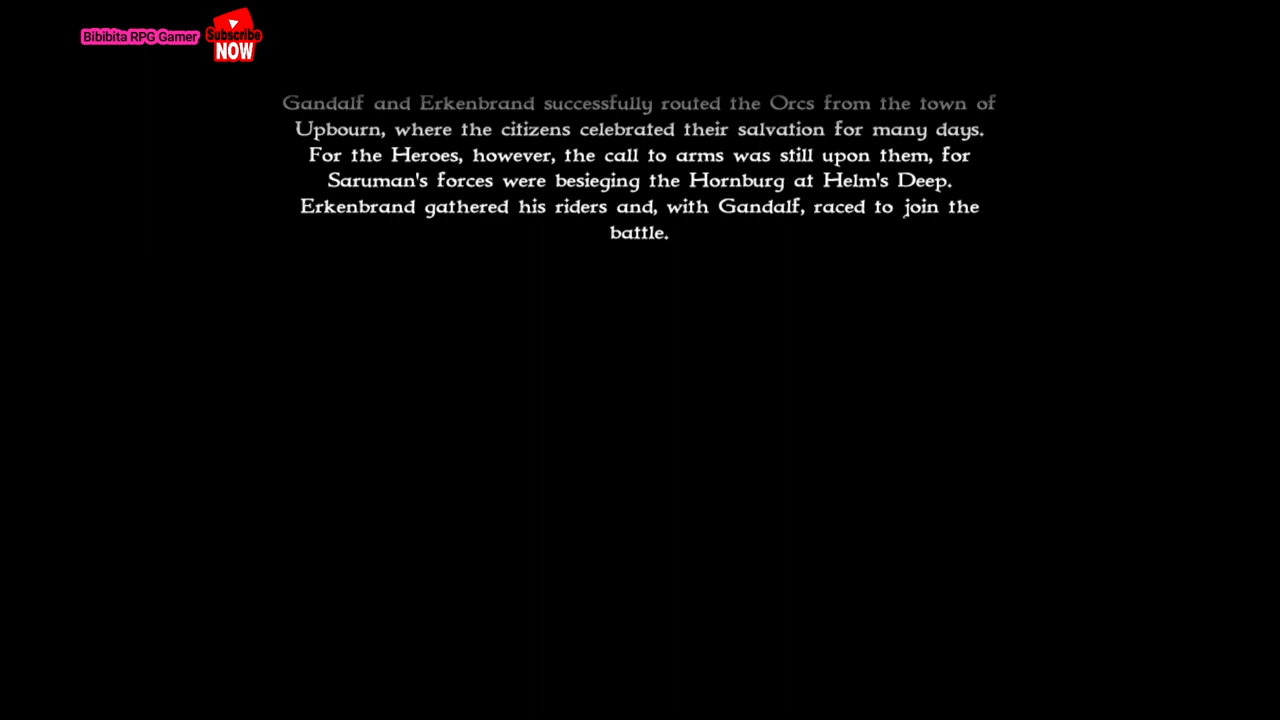 Bibibita RPG Gamer
Subscribe
NOW
Gandalf and Erkenbrand successfully routed the Orcs from the town of
Upbourn, where the citizens celebrated their salvation for many days.
For the Heroes, however, the call to arms was still upon them, for
Saruman's forces were besieging the Hornburg at Helm's Deep.
Erkenbrand gathered his riders and, with Gandalf, raced to join the
battle.